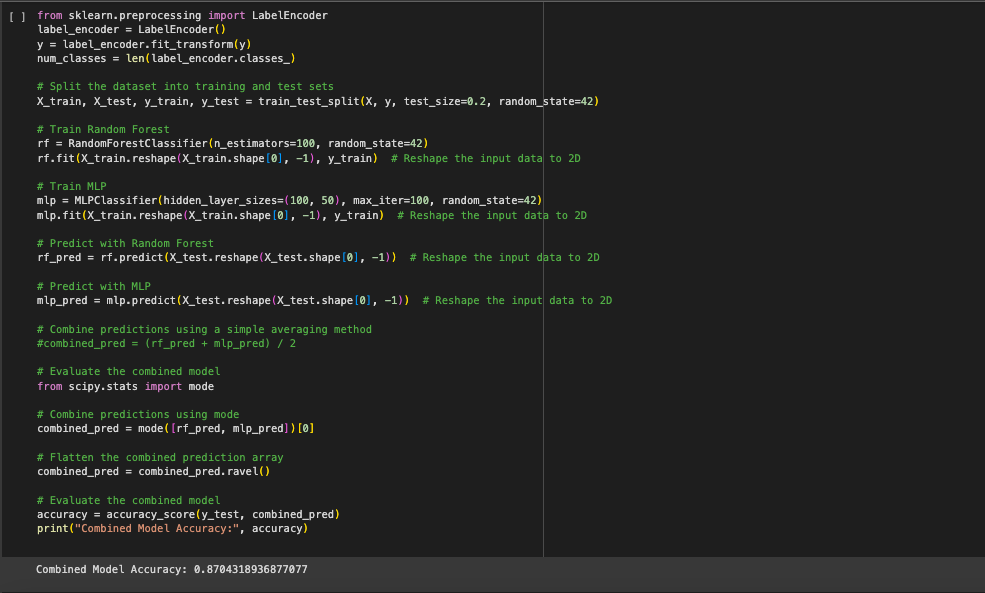 [ ] from sklearn.preprocessing import LabelEncoder
label_encoder = LabelEncoder()
y = label_encoder.fit_transform(y)
num_classes = len(label_encoder.classes_)
# Split the dataset into training and test sets
X_train, X_test, y_train, y_test = train_test_split(X, y, test_size=0.2, random_state=42)
# Train Random Forest
rf = RandomForestClassifier(n_estimators=100, random_state=42)
rf.fit(X_train.reshape(X_train.shape[0], -1), y_train)  # Reshape the input data to 2D
# Train MLP
mlp = MLPClassifier(hidden_layer_sizes=(100, 50), max_iter=100, random_state=42)
mlp.fit(X_train.reshape(X_train.shape[0], -1), y_train)  # Reshape the input data to 2D
# Predict with Random Forest
rf_pred = rf.predict(X_test.reshape(X_test.shape[0], -1))  # Reshape the input data to 2D
# Predict with MLP
mlp_pred = mlp.predict(X_test.reshape(X_test.shape[0], -1))  # Reshape the input data to 2D
# Combine predictions using a simple averaging method
#combined_pred = (rf_pred + mlp_pred) / 2
# Evaluate the combined model
from scipy.stats import mode
# Combine predictions using mode
combined_pred = mode([rf_pred, mlp_pred])[0]
# Flatten the combined prediction array
combined_pred = combined_pred.ravel()
# Evaluate the combined model
accuracy = accuracy_score(y_test, combined_pred)
print("Combined Model Accuracy:", accuracy)
Combined Model Accuracy: 0.8704318936877077